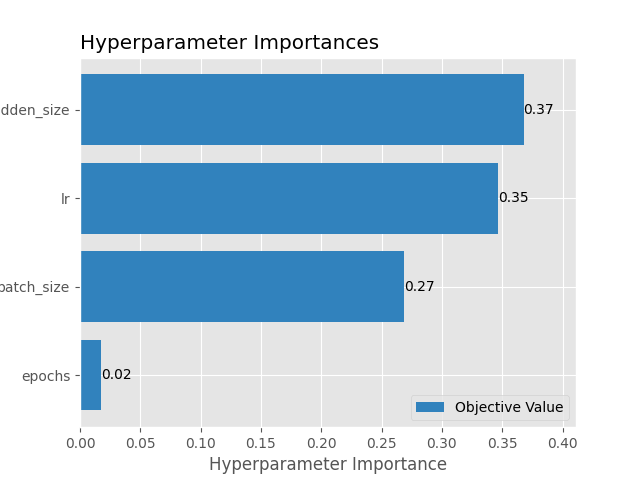 Hyperparameter Importances
dden_size
0.37
lr
0.35
batch_size
0.27
epochs
0.02
Objective Value
0.00 0.05 0.10 0.15 0.20 0.25 0.30 0.35 0.40
Hyperparameter Importance